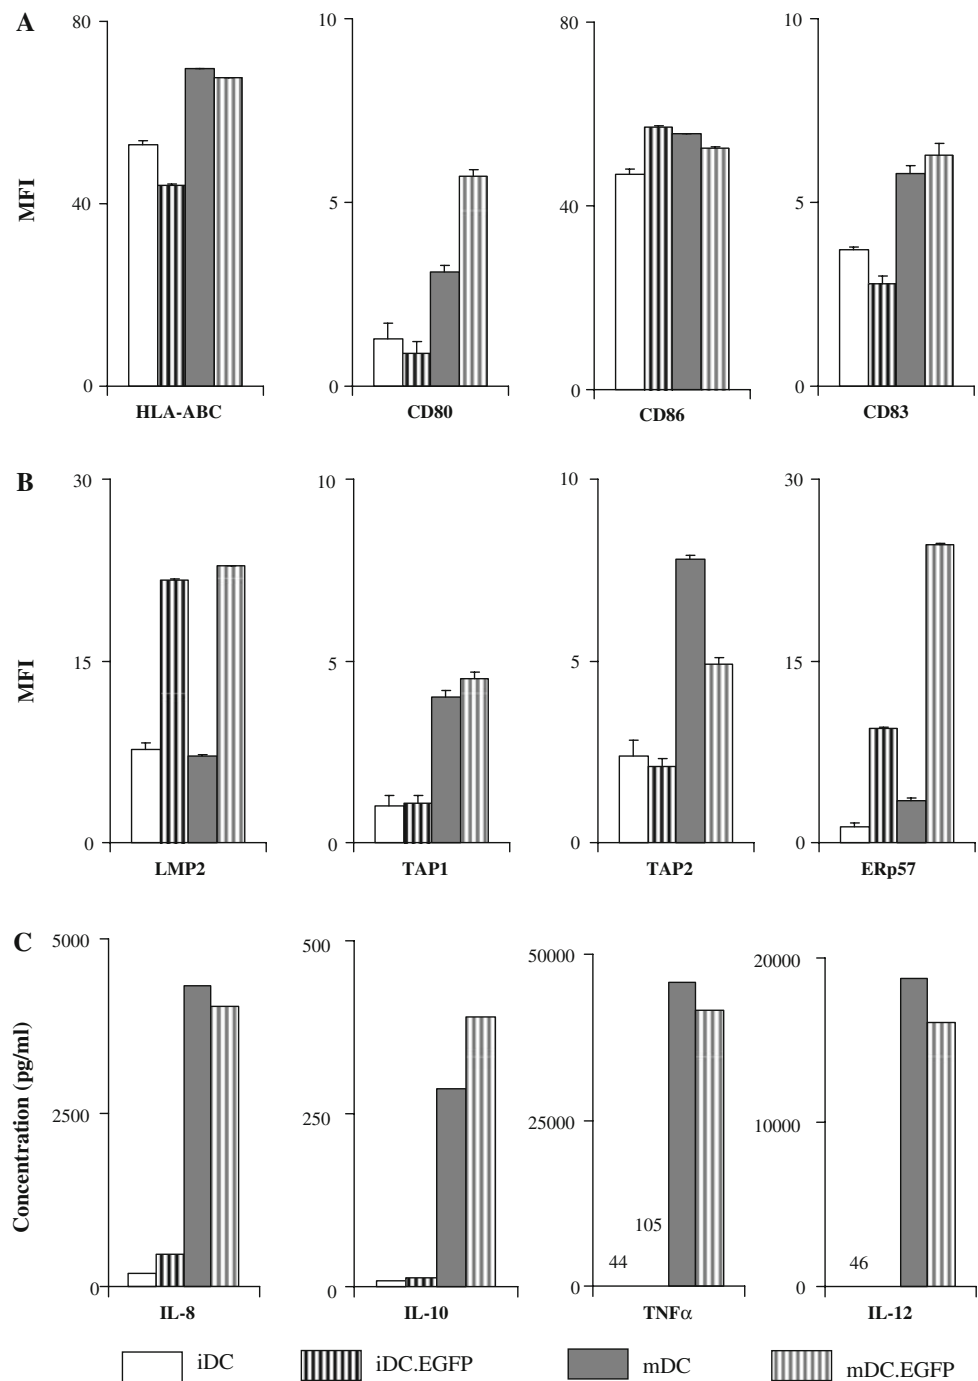 A
MFI
80
40
0
HLA-ABC
10
5
0
CD80
80
40
0
CD86
10
5
0
CD83
B
MFI
30
15
0
LMP2
10
5
0
TAP1
10
5
0
TAP2
30
15
0
ERp57
C
Concentration (pg/ml)
5000
2500
0
IL-8
500
250
0
IL-10
50000
25000
0
44
105
TNFα
20000
10000
0
46
IL-12
iDC
iDC.EGFP
mDC
mDC.EGFP